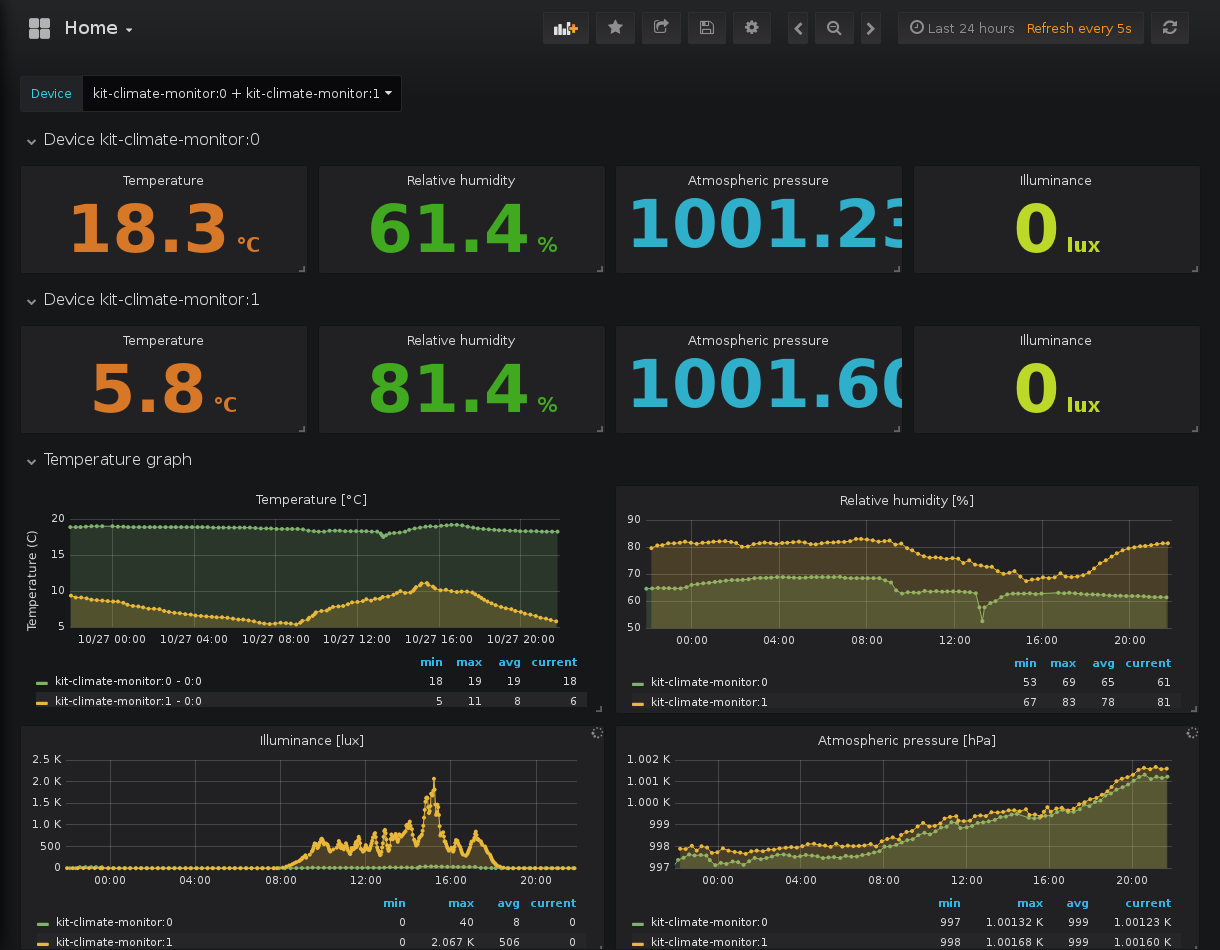 Home
Last 24 hours Refresh every 5s
Device kit-climate-monitor:0 + kit-climate-monitor:1
Device kit-climate-monitor:0
Temperature Relative humidity Atmospheric pressure Illuminance
18.3 °C 61.4 % 1001.23 0 lux
Device kit-climate-monitor:1
Temperature Relative humidity Atmospheric pressure Illuminance
5.8 °C 81.4 % 1001.60 0 lux
Temperature graph
Temperature [°C]
Temperature (C)
20
15
10
5
10/27 00:00 10/27 04:00 10/27 08:00 10/27 12:00 10/27 16:00 10/27 20:00
min max avg current
kit-climate-monitor:0 - 0:0 18 19 19 18
kit-climate-monitor:1 - 0:0 5 11 8 6
Relative humidity [%]
90
80
70
60
50
00:00 04:00 08:00 12:00 16:00 20:00
min max avg current
kit-climate-monitor:0 53 69 65 61
kit-climate-monitor:1 67 83 78 81
Illuminance [lux]
2.5 K
2.0 K
1.5 K
1.0 K
500
0
00:00 04:00 08:00 12:00 16:00 20:00
min max avg current
kit-climate-monitor:0 0 40 8 0
kit-climate-monitor:1 0 2.067 K 506 0
Atmospheric pressure [hPa]
1.002 K
1.001 K
1.000 K
999
998
997
00:00 04:00 08:00 12:00 16:00 20:00
min max avg current
kit-climate-monitor:0 997 1.00132 K 999 1.00123 K
kit-climate-monitor:1 998 1.00168 K 999 1.00160 K